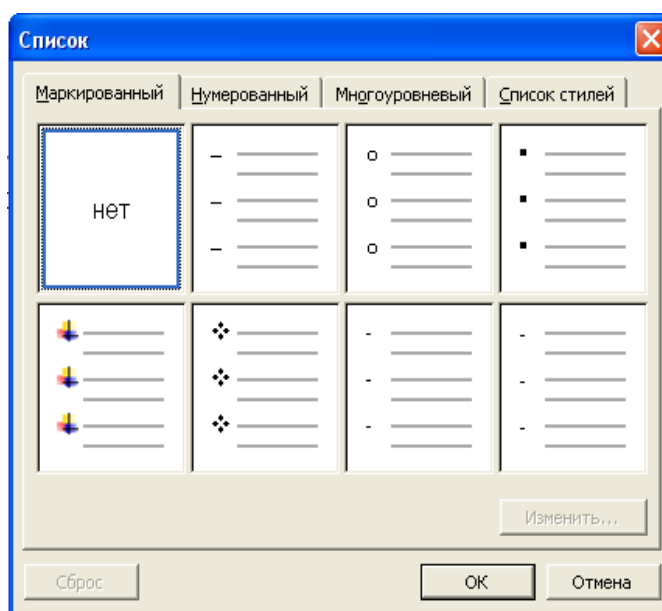 Список
Маркированный Нумерованный Многоуровневый Список стилей
нет
Изменить...
Сброс ОК Отмена